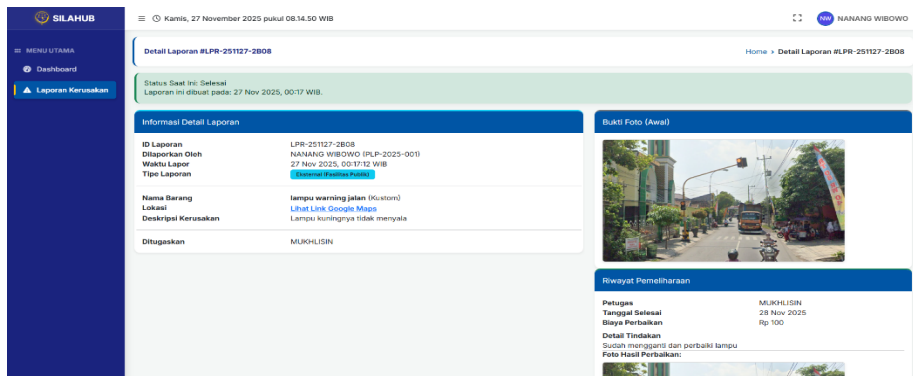 SILAHUB
Kamis, 27 November 2025 pukul 08.14.50 WIB
NW NANANG WIBOWO
MENU UTAMA
Dashboard
Laporan Kerusakan
Detail Laporan #LPR-251127-2B08
Home › Detail Laporan #LPR-251127-2B08
Status Saat Ini: Selesai
Laporan ini dibuat pada: 27 Nov 2025, 00:17 WIB.
Informasi Detail Laporan
ID Laporan LPR-251127-2B08
Dilaporkan Oleh NANANG WIBOWO (PLP-2025-001)
Waktu Lapor 27 Nov 2025, 00:17:12 WIB
Tipe Laporan Eksternal (Fasilitas Publik)
Nama Barang lampu warning jalan (Kustom)
Lokasi Lihat Link Google Maps
Deskripsi Kerusakan Lampu kuningnya tidak menyala
Ditugaskan MUKHLISIN
Bukti Foto (Awal)
Riwayat Pemeliharaan
Petugas MUKHLISIN
Tanggal Selesai 28 Nov 2025
Biaya Perbaikan Rp 100
Detail Tindakan
Sudah mengganti dan perbaiki lampu
Foto Hasil Perbaikan: